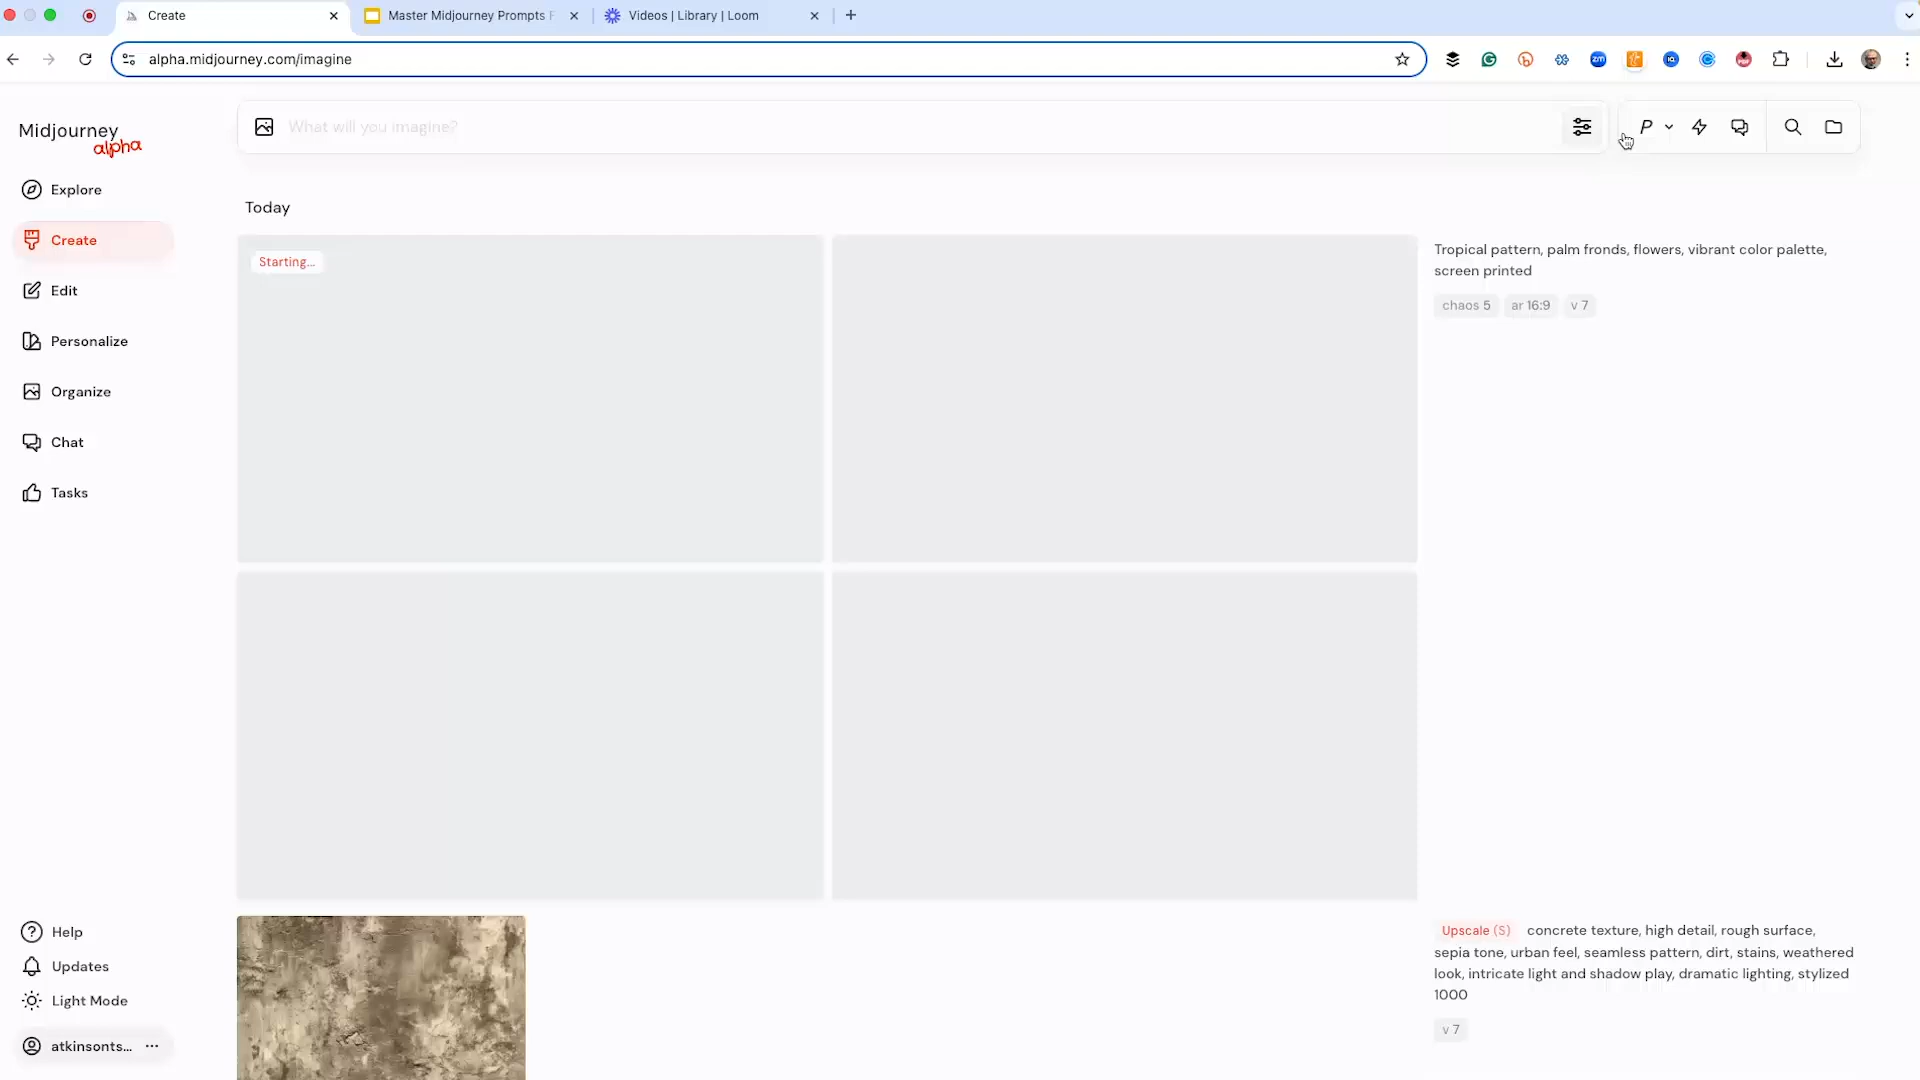 Create
Master Midjourney Prompts F
Videos | Library | Loom
alpha.midjourney.com/imagine
Midjourney
alpha
What will you imagine?
Explore
Create
Edit
Personalize
Organize
Chat
Tasks
Today
Starting...
Tropical pattern, palm fronds, flowers, vibrant color palette,
screen printed
chaos 5 ar 16:9 v 7
Upscale (S) concrete texture, high detail, rough surface,
sepia tone, urban feel, seamless pattern, dirt, stains, weathered
look, intricate light and shadow play, dramatic lighting, stylized
1000
v 7
Help
Updates
Light Mode
atkinsonts...